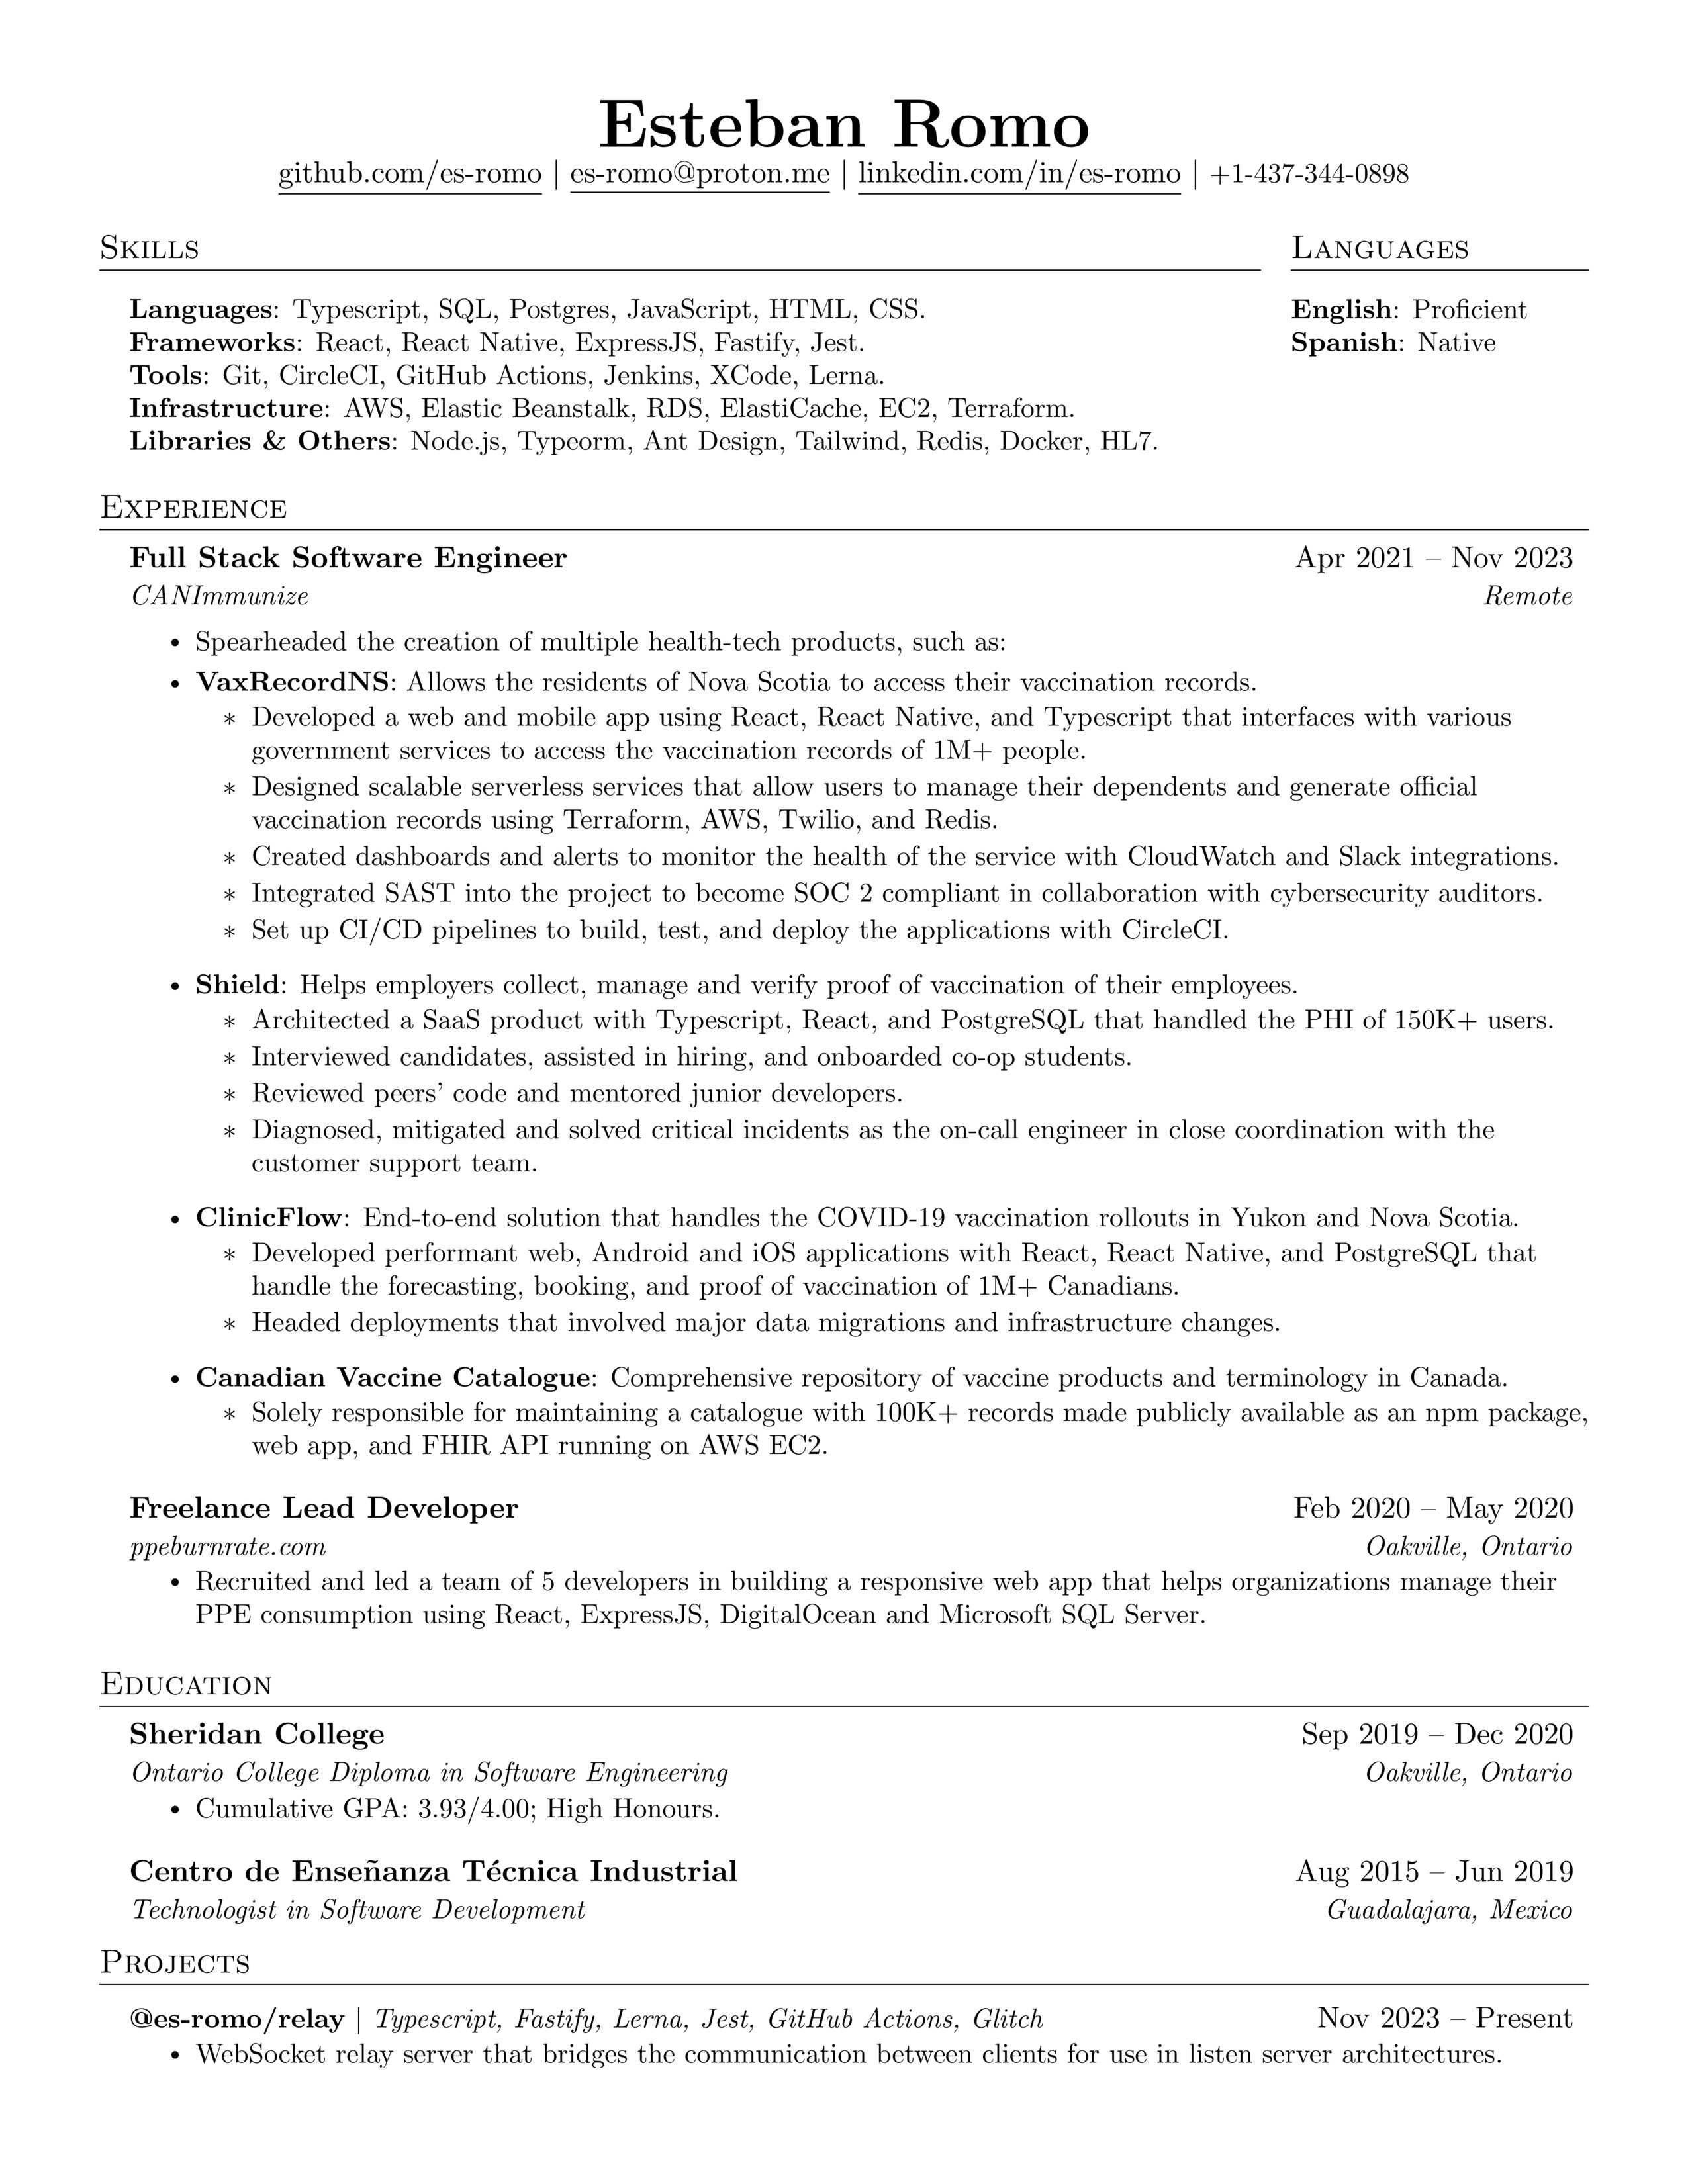 Esteban Romo
github.com/es-romo | es-romo@proton.me | linkedin.com/in/es-romo | +1-437-344-0898
Skills
Languages: Typescript, SQL, Postgres, JavaScript, HTML, CSS.
Frameworks: React, React Native, ExpressJS, Fastify, Jest.
Tools: Git, CircleCI, GitHub Actions, Jenkins, XCode, Lerna.
Infrastructure: AWS, Elastic Beanstalk, RDS, ElastiCache, EC2, Terraform.
Libraries & Others: Node.js, Typeorm, Ant Design, Tailwind, Redis, Docker, HL7.
Languages
English: Proficient
Spanish: Native
Experience
Full Stack Software Engineer Apr 2021 – Nov 2023
CANImmunize Remote
• Spearheaded the creation of multiple health-tech products, such as:
• VaxRecordNS: Allows the residents of Nova Scotia to access their vaccination records.
∗ Developed a web and mobile app using React, React Native, and Typescript that interfaces with various
government services to access the vaccination records of 1M+ people.
∗ Designed scalable serverless services that allow users to manage their dependents and generate official
vaccination records using Terraform, AWS, Twilio, and Redis.
∗ Created dashboards and alerts to monitor the health of the service with CloudWatch and Slack integrations.
∗ Integrated SAST into the project to become SOC 2 compliant in collaboration with cybersecurity auditors.
∗ Set up CI/CD pipelines to build, test, and deploy the applications with CircleCI.
• Shield: Helps employers collect, manage and verify proof of vaccination of their employees.
∗ Architected a SaaS product with Typescript, React, and PostgreSQL that handled the PHI of 150K+ users.
∗ Interviewed candidates, assisted in hiring, and onboarded co-op students.
∗ Reviewed peers' code and mentored junior developers.
∗ Diagnosed, mitigated and solved critical incidents as the on-call engineer in close coordination with the
customer support team.
• ClinicFlow: End-to-end solution that handles the COVID-19 vaccination rollouts in Yukon and Nova Scotia.
∗ Developed performant web, Android and iOS applications with React, React Native, and PostgreSQL that
handle the forecasting, booking, and proof of vaccination of 1M+ Canadians.
∗ Headed deployments that involved major data migrations and infrastructure changes.
• Canadian Vaccine Catalogue: Comprehensive repository of vaccine products and terminology in Canada.
∗ Solely responsible for maintaining a catalogue with 100K+ records made publicly available as an npm package,
web app, and FHIR API running on AWS EC2.
Freelance Lead Developer Feb 2020 – May 2020
ppeburnrate.com Oakville, Ontario
• Recruited and led a team of 5 developers in building a responsive web app that helps organizations manage their
PPE consumption using React, ExpressJS, DigitalOcean and Microsoft SQL Server.
Education
Sheridan College Sep 2019 – Dec 2020
Ontario College Diploma in Software Engineering Oakville, Ontario
• Cumulative GPA: 3.93/4.00; High Honours.
Centro de Enseñanza Técnica Industrial Aug 2015 – Jun 2019
Technologist in Software Development Guadalajara, Mexico
Projects
@es-romo/relay | Typescript, Fastify, Lerna, Jest, GitHub Actions, Glitch Nov 2023 – Present
• WebSocket relay server that bridges the communication between clients for use in listen server architectures.